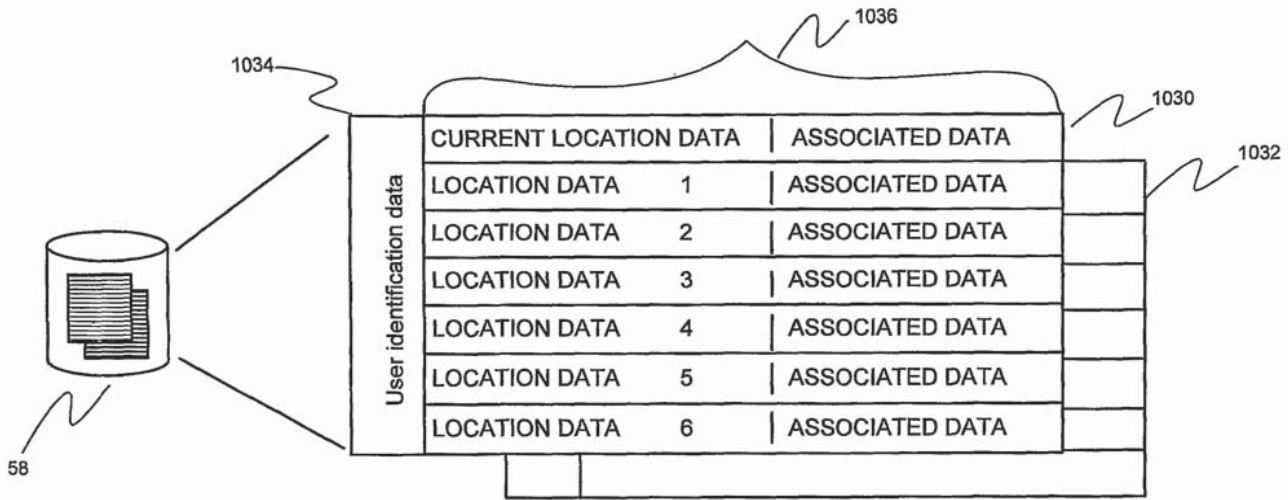 1036
1034
1030
CURRENT LOCATION DATA | ASSOCIATED DATA
1032
LOCATION DATA 1 | ASSOCIATED DATA
LOCATION DATA 2 | ASSOCIATED DATA
LOCATION DATA 3 | ASSOCIATED DATA
LOCATION DATA 4 | ASSOCIATED DATA
LOCATION DATA 5 | ASSOCIATED DATA
LOCATION DATA 6 | ASSOCIATED DATA
User identification data
58